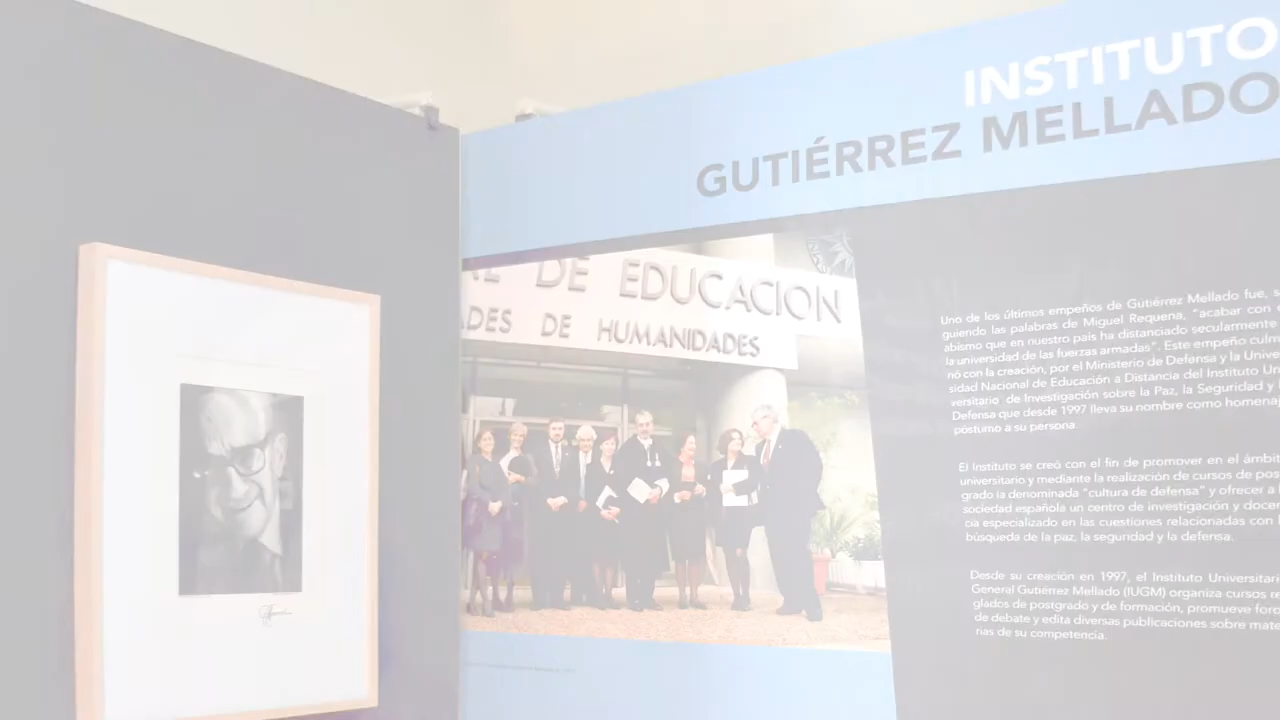 INSTITUTO
GUTIÉRREZ MELLADO
DE EDUCACION
ADES DE HUMANIDADES
Uno de los últimos empeños de Gutiérrez Mellado fue, s
guiendo las palabras de Miguel Requena, "acabar con
abismo que en nuestro país ha distanciado secularmente
la universidad de las fuerzas armadas". Este empeño culm
nó con la creación, por el Ministerio de Defensa y la Unive
sidad Nacional de Educación a Distancia del Instituto Un
versitario de Investigación sobre la Paz, la Seguridad y
Defensa que desde 1997 lleva su nombre como homenaj
póstumo a su persona.
El Instituto se creó con el fin de promover en el ámbit
universitario y mediante la realización de cursos de pos
grado la denominada "cultura de defensa" y ofrecer a l
sociedad española un centro de investigación y docen
cia especializado en las cuestiones relacionadas con
búsqueda de la paz, la seguridad y la defensa.
Desde su creación en 1997, el Instituto Universitari
General Gutiérrez Mellado (IUGM) organiza cursos re
glados de postgrado y de formación, promueve foro
de debate y edita diversas publicaciones sobre mate
rias de su competencia.